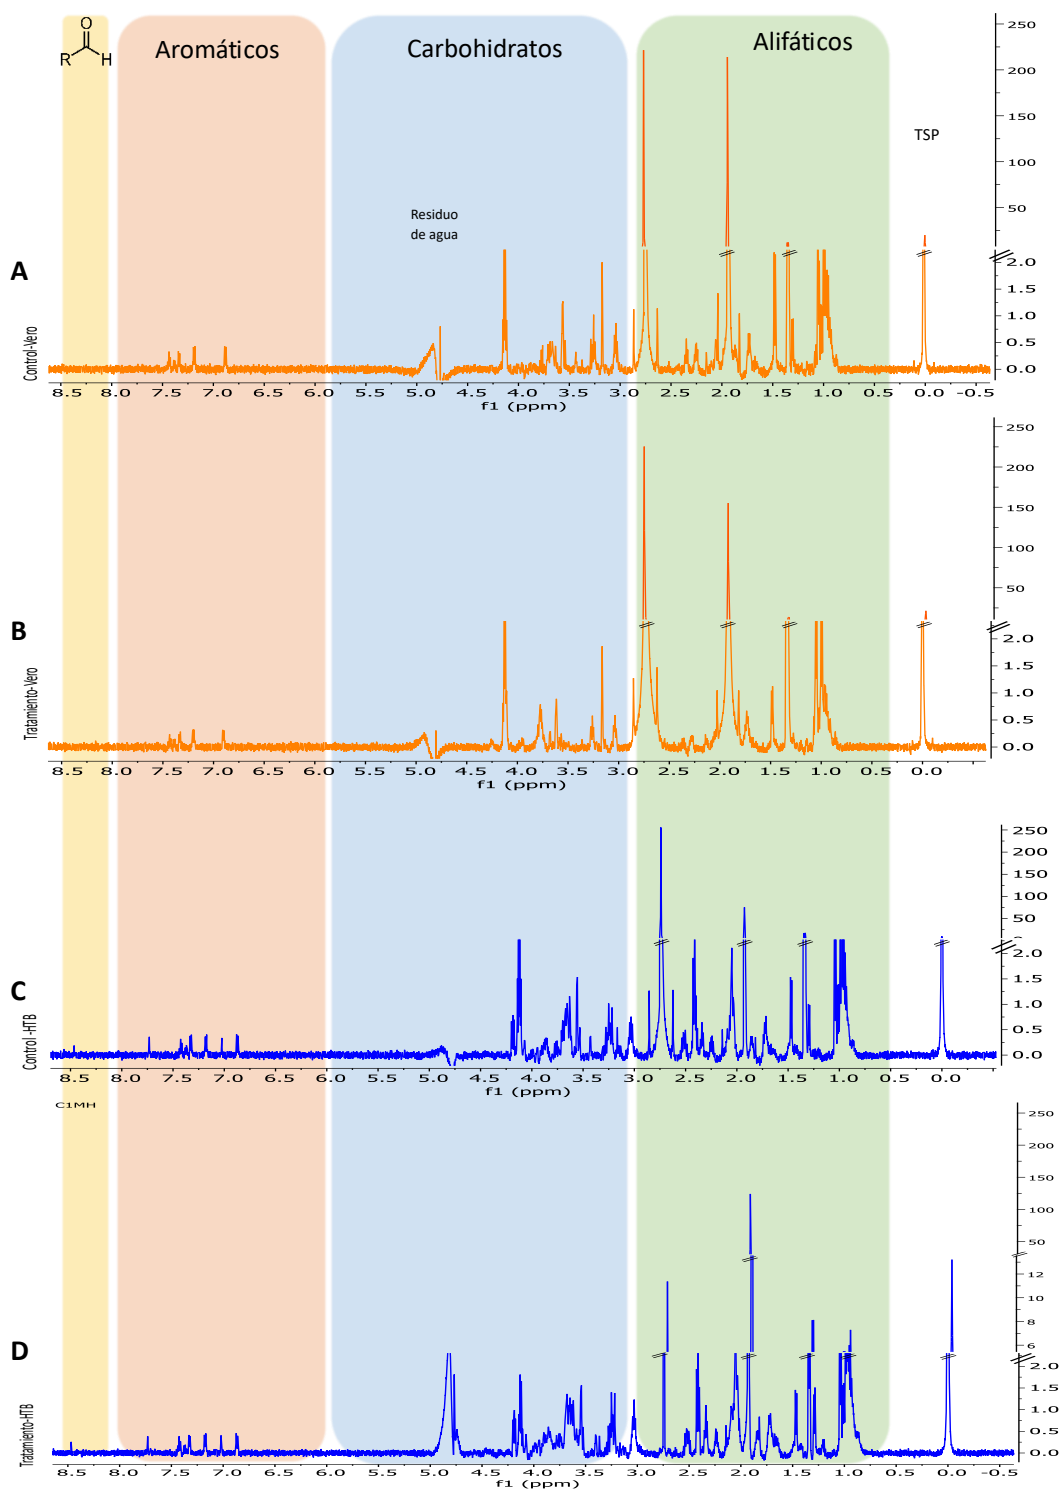 O
R H
Aromáticos
Carbohidratos
Alifáticos
TSP
Residuo
de agua
250
200
150
100
50
2.0
1.5
1.0
0.5
0.0
A
Control-Vero
8.5 8.0 7.5 7.0 6.5 6.0 5.5 5.0 4.5 4.0 3.5 3.0 2.5 2.0 1.5 1.0 0.5 0.0 -0.5
f1 (ppm)
250
200
150
100
50
2.0
1.5
1.0
0.5
0.0
B
Tratamiento-Vero
8.5 8.0 7.5 7.0 6.5 6.0 5.5 5.0 4.5 4.0 3.5 3.0 2.5 2.0 1.5 1.0 0.5 0.0
f1 (ppm)
250
200
150
100
50
2.0
1.5
1.0
0.5
0.0
C
Control -HTB
8.5 8.0 7.5 7.0 6.5 6.0 5.5 5.0 4.5 4.0 3.5 3.0 2.5 2.0 1.5 1.0 0.5 0.0
f1 (ppm)
C1MH
250
200
150
100
50
12
10
8
6
2.0
1.5
1.0
0.5
0.0
D
Tratamiento-HTB
8.5 8.0 7.5 7.0 6.5 6.0 5.5 5.0 4.5 4.0 3.5 3.0 2.5 2.0 1.5 1.0 0.5 0.0 -0.5
f1 (ppm)